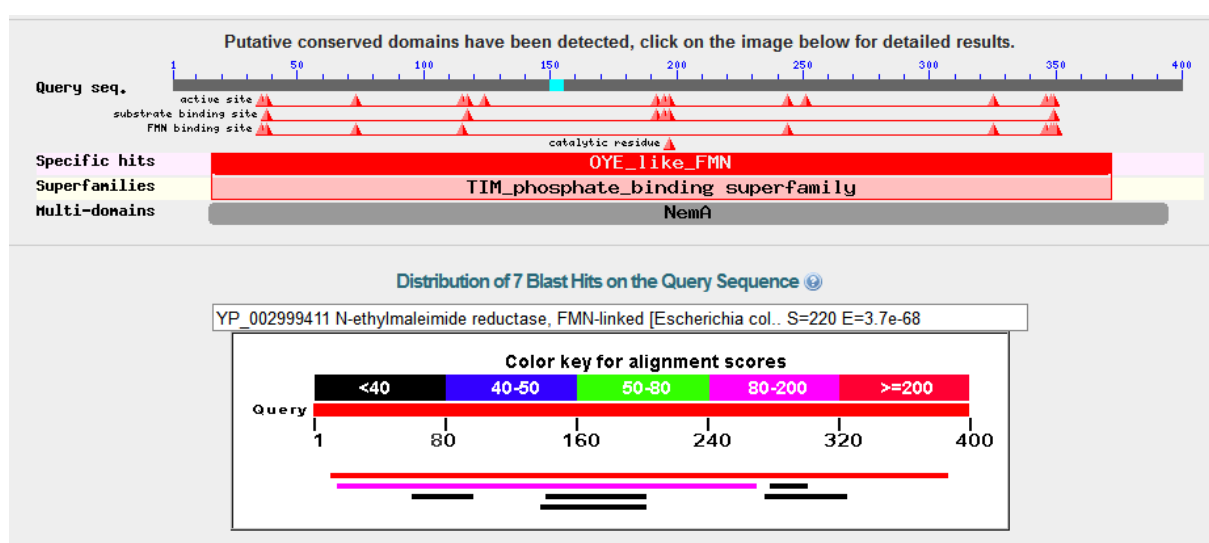 Putative conserved domains have been detected, click on the image below for detailed results.
1 50 100 150 200 250 300 350 400
Query seq.
active site
substrate binding site
FMN binding site
catalytic residue
Specific hits OYE_like_FMN
Superfamilies TIM_phosphate_binding superfamily
Multi-domains NemA
Distribution of 7 Blast Hits on the Query Sequence
YP_002999411 N-ethylmaleimide reductase, FMN-linked [Escherichia col.. S=220 E=3.7e-68
Color key for alignment scores
<40 40-50 50-80 80-200 >=200
Query
1 80 160 240 320 400